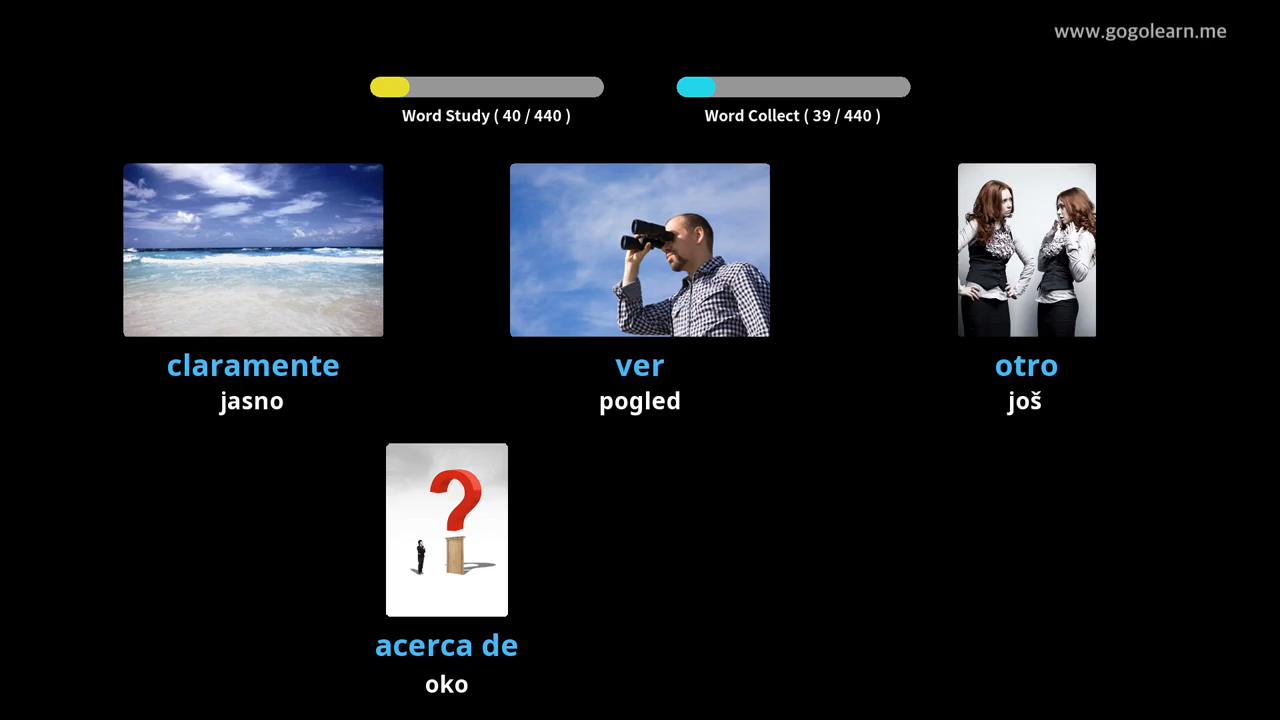 www.gogolearn.me
Word Study ( 40 / 440 )
Word Collect ( 39 / 440 )
claramente
jasno
ver
pogled
otro
još
acerca de
oko